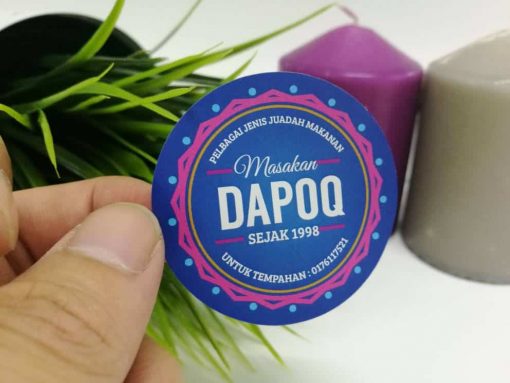 PELBAGAI JENIS JUADAH MAKANAN
Masakan
DAPOQ
SEJAK 1998
UNTUK TEMPAHAN : 0176117521